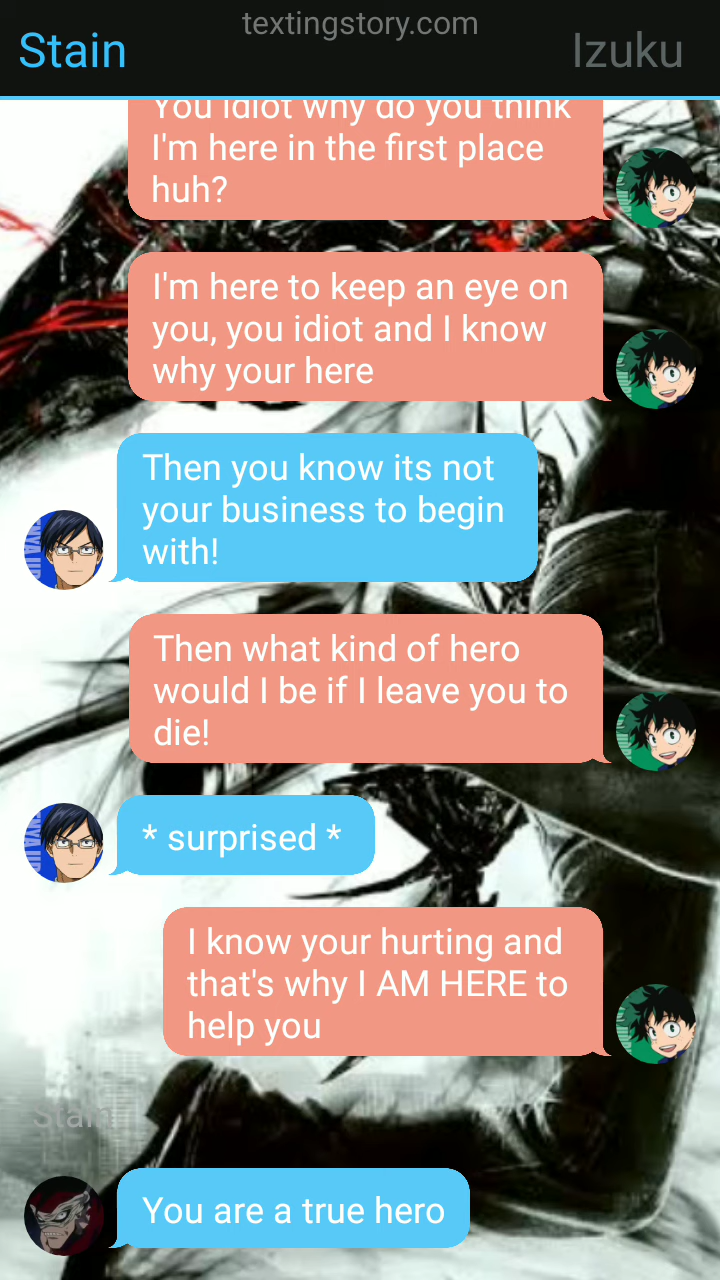 textingstory.com
Stain
Izuku
You idiot why do you think
I'm here in the first place
huh?
I'm here to keep an eye on
you, you idiot and I know
why your here
Then you know its not
your business to begin
with!
Then what kind of hero
would I be if I leave you to
die!
* surprised *
I know your hurting and
that's why I AM HERE to
help you
Stain
You are a true hero